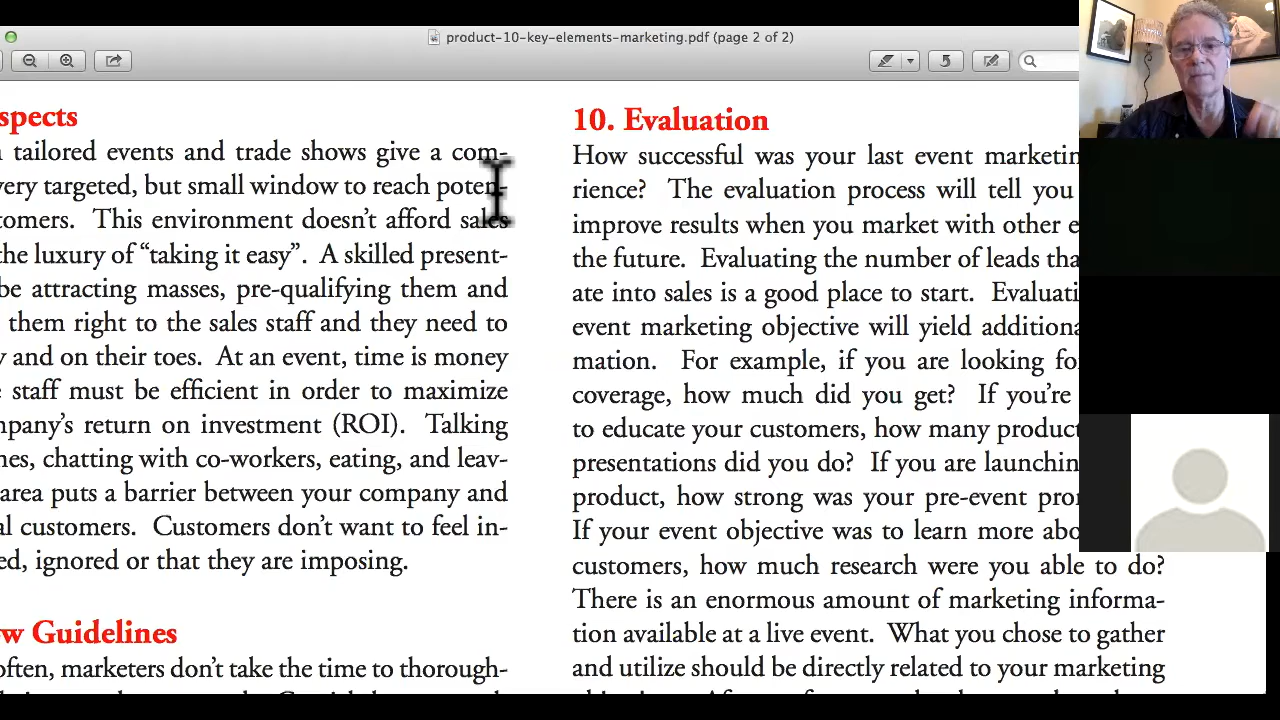 product-10-key-elements-marketing.pdf (page 2 of 2)
spects
tailored events and trade shows give a com-
very targeted, but small window to reach poten-
tomers. This environment doesn't afford sales
the luxury of “taking it easy”. A skilled present-
be attracting masses, pre-qualifying them and
them right to the sales staff and they need to
and on their toes. At an event, time is money
staff must be efficient in order to maximize
mpany's return on investment (ROI). Talking
nes, chatting with co-workers, eating, and leav-
area puts a barrier between your company and
al customers. Customers don't want to feel in-
ed, ignored or that they are imposing.
w Guidelines
often, marketers don't take the time to thorough-
10. Evaluation
How successful was your last event marketin
rience? The evaluation process will tell you
improve results when you market with other e
the future. Evaluating the number of leads tha
ate into sales is a good place to start. Evaluati
event marketing objective will yield additiona
mation. For example, if you are looking fo
coverage, how much did you get? If you're
to educate your customers, how many product
presentations did you do? If you are launchin
product, how strong was your pre-event pro
If your event objective was to learn more abo
customers, how much research were you able to do?
There is an enormous amount of marketing informa-
tion available at a live event. What you chose to gather
and utilize should be directly related to your marketing